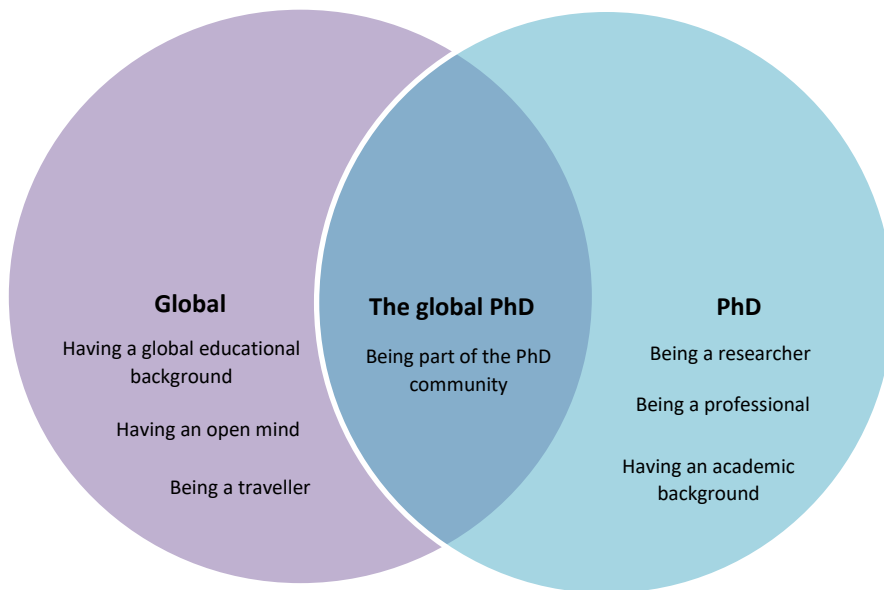 Global
Having a global educational
background
Having an open mind
Being a traveller
The global PhD
Being part of the PhD
community
PhD
Being a researcher
Being a professional
Having an academic
background